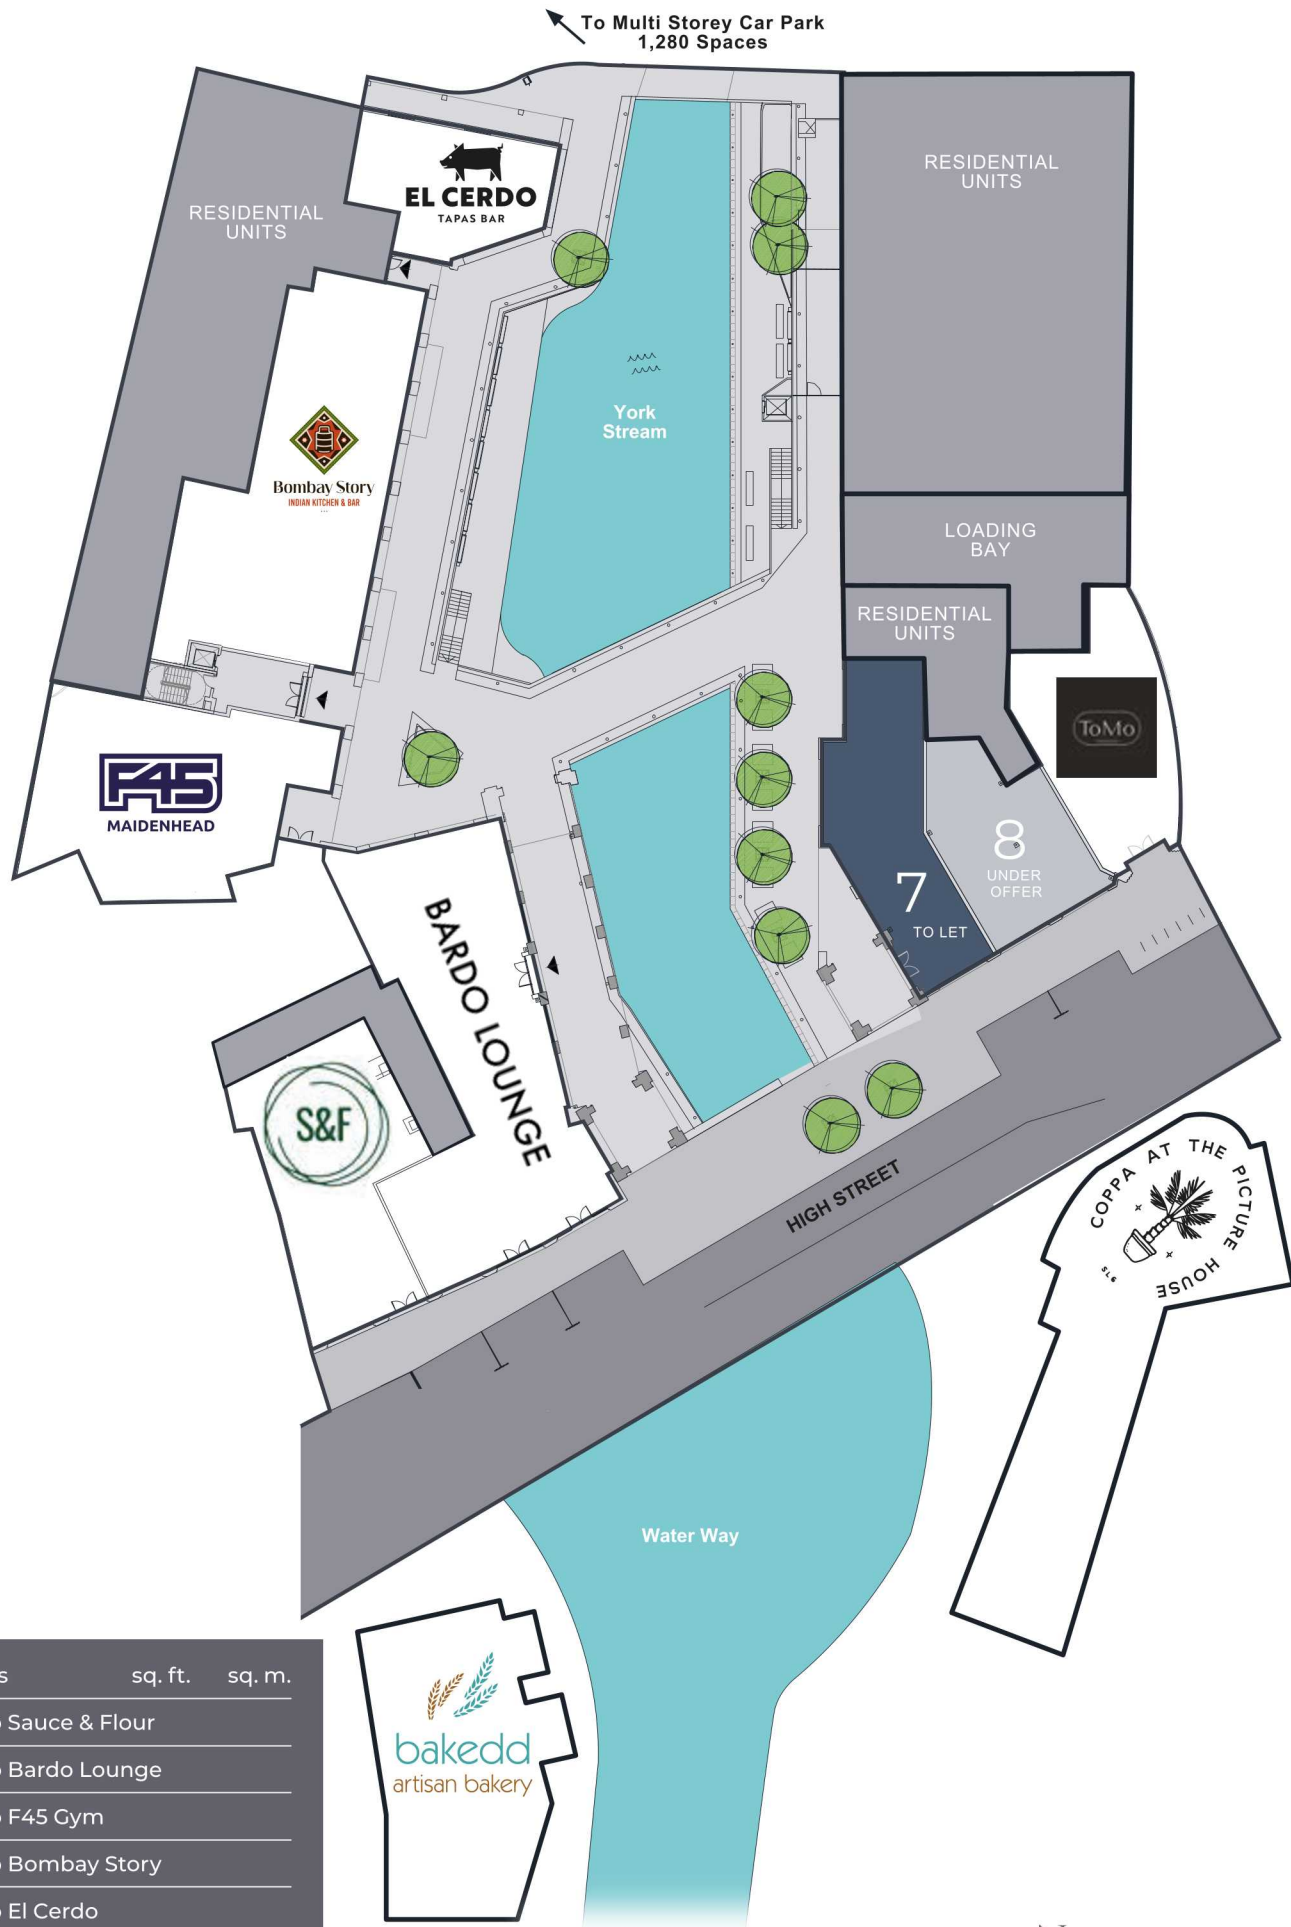 To Multi Storey Car Park
1,280 Spaces
EL CERDO
TAPAS BAR
RESIDENTIAL
UNITS
RESIDENTIAL
UNITS
York
Stream
Bombay Story
INDIAN KITCHEN & BAR
LOADING
BAY
RESIDENTIAL
UNITS
ToMo
F45
MAIDENHEAD
8
UNDER
OFFER
7
TO LET
BARDO LOUNGE
S&F
HIGH STREET
COPPA AT THE PICTURE HOUSE
SL6
Water Way
bakedd
artisan bakery
s sq. ft. sq. m.
Sauce & Flour
Bardo Lounge
F45 Gym
Bombay Story
El Cerdo